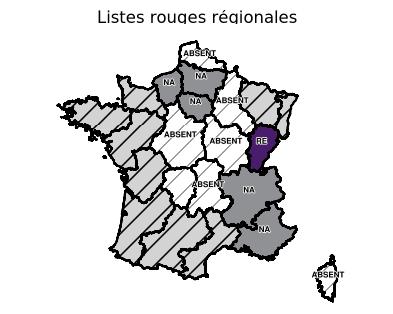 Listes rouges régionales
ABSENT
NA
NA
NA
ABSENT
ABSENT
ABSENT
RE
ABSENT
NA
NA
ABSENT